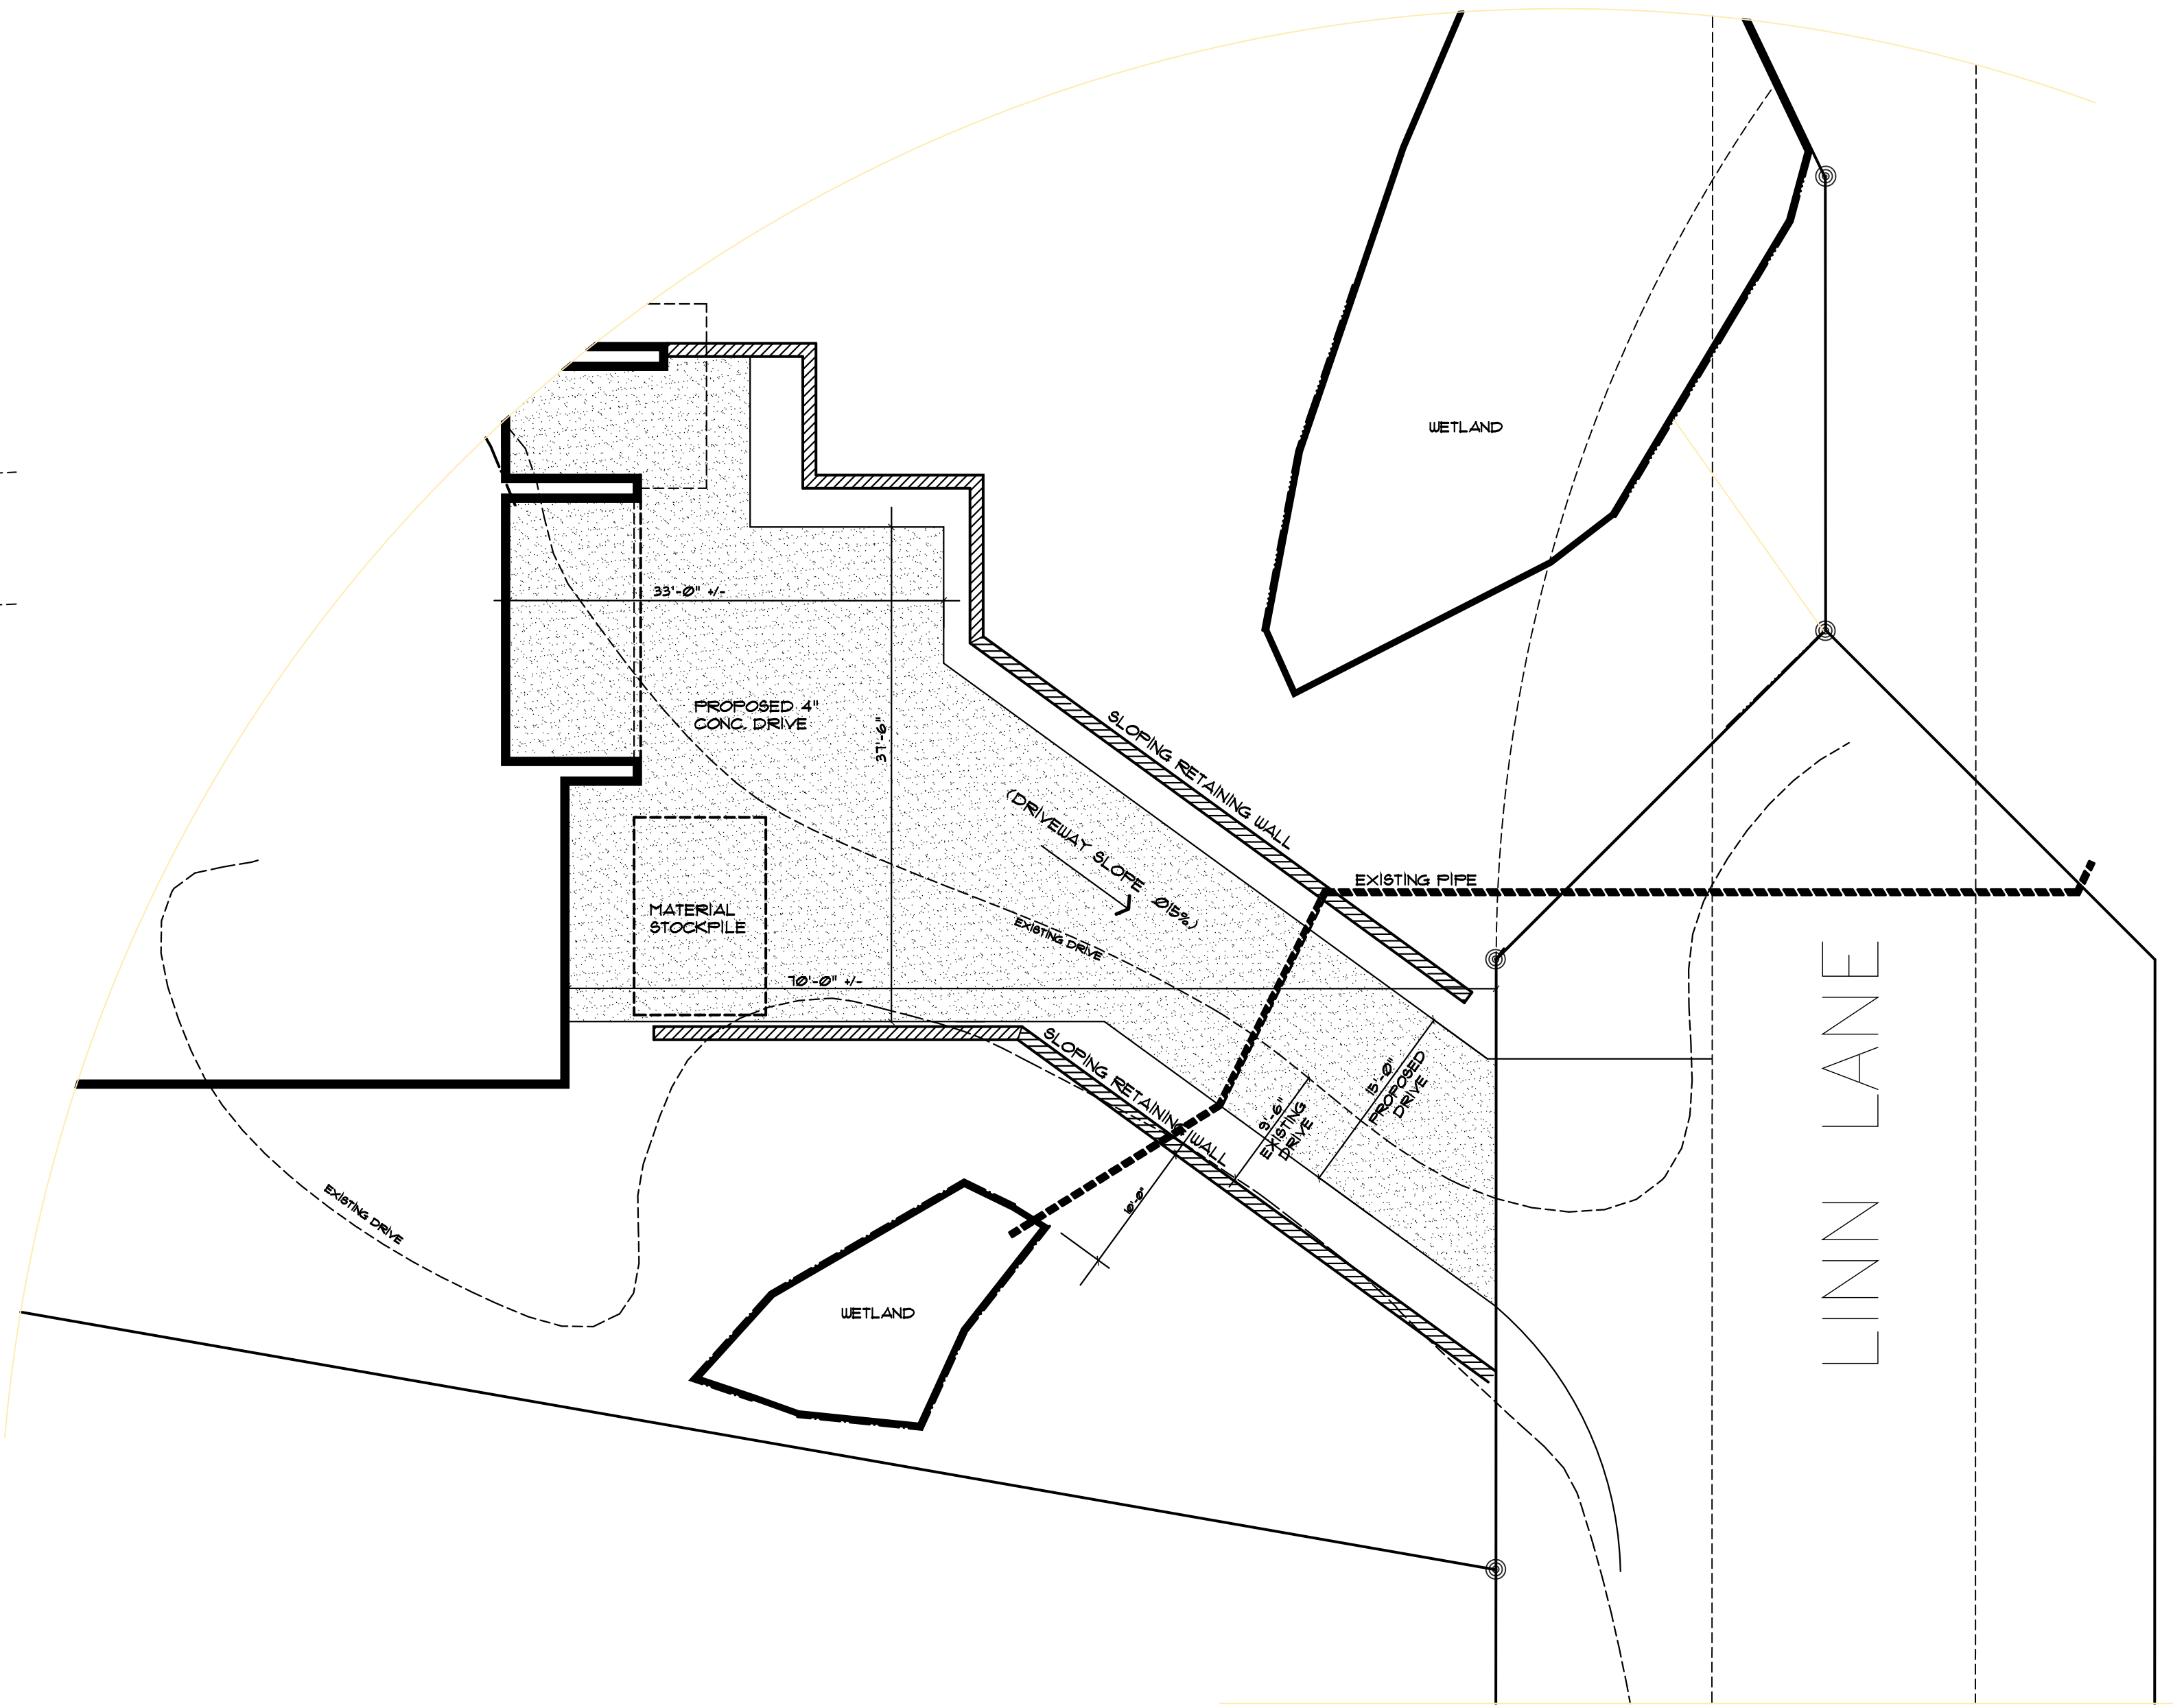 WETLAND
33'-0" +/-
PROPOSED 4"
CONC. DRIVE
37'-6"
SLOPING RETAINING WALL
(DRIVEWAY SLOPE @15%)
EXISTING PIPE
MATERIAL
STOCKPILE
EXISTING DRIVE
70'-0" +/-
SLOPING RETAINING WALL
15'-0"
PROPOSED
DRIVE
9'-6"
EXISTING
DRIVE
LINN LANE
EXISTING DRIVE
WETLAND